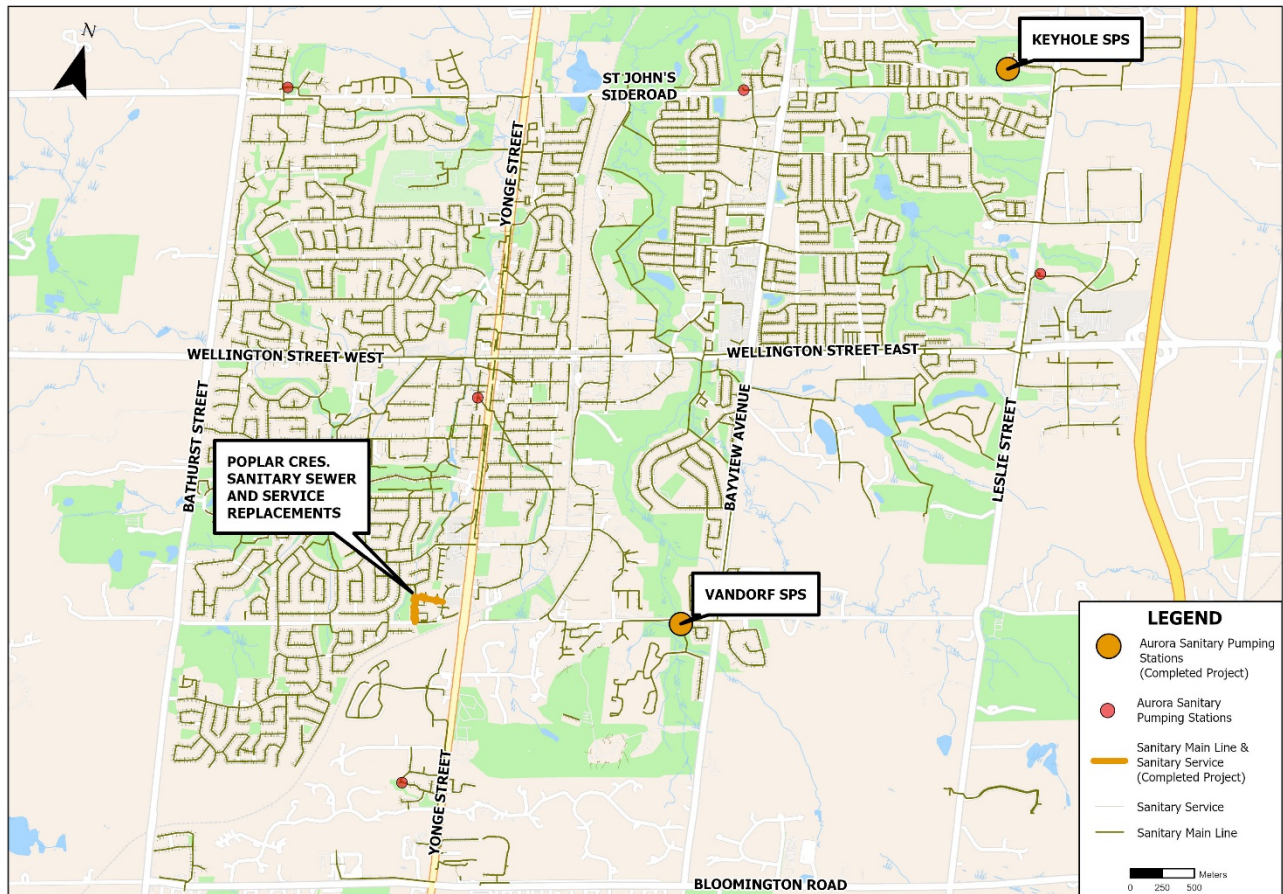 N
KEYHOLE SPS
ST JOHN'S
SIDEROAD
YONGE STREET
WELLINGTON STREET WEST
WELLINGTON STREET EAST
BATHURST STREET
BAYVIEW AVENUE
LESLIE STREET
POPLAR CRES.
SANITARY SEWER
AND SERVICE
REPLACEMENTS
VANDORF SPS
YONGE STREET
BLOOMINGTON ROAD
LEGEND
Aurora Sanitary Pumping
Stations
(Completed Project)
Aurora Sanitary
Pumping Stations
Sanitary Main Line &
Sanitary Service
(Completed Project)
Sanitary Service
Sanitary Main Line
Meters
0 250 500